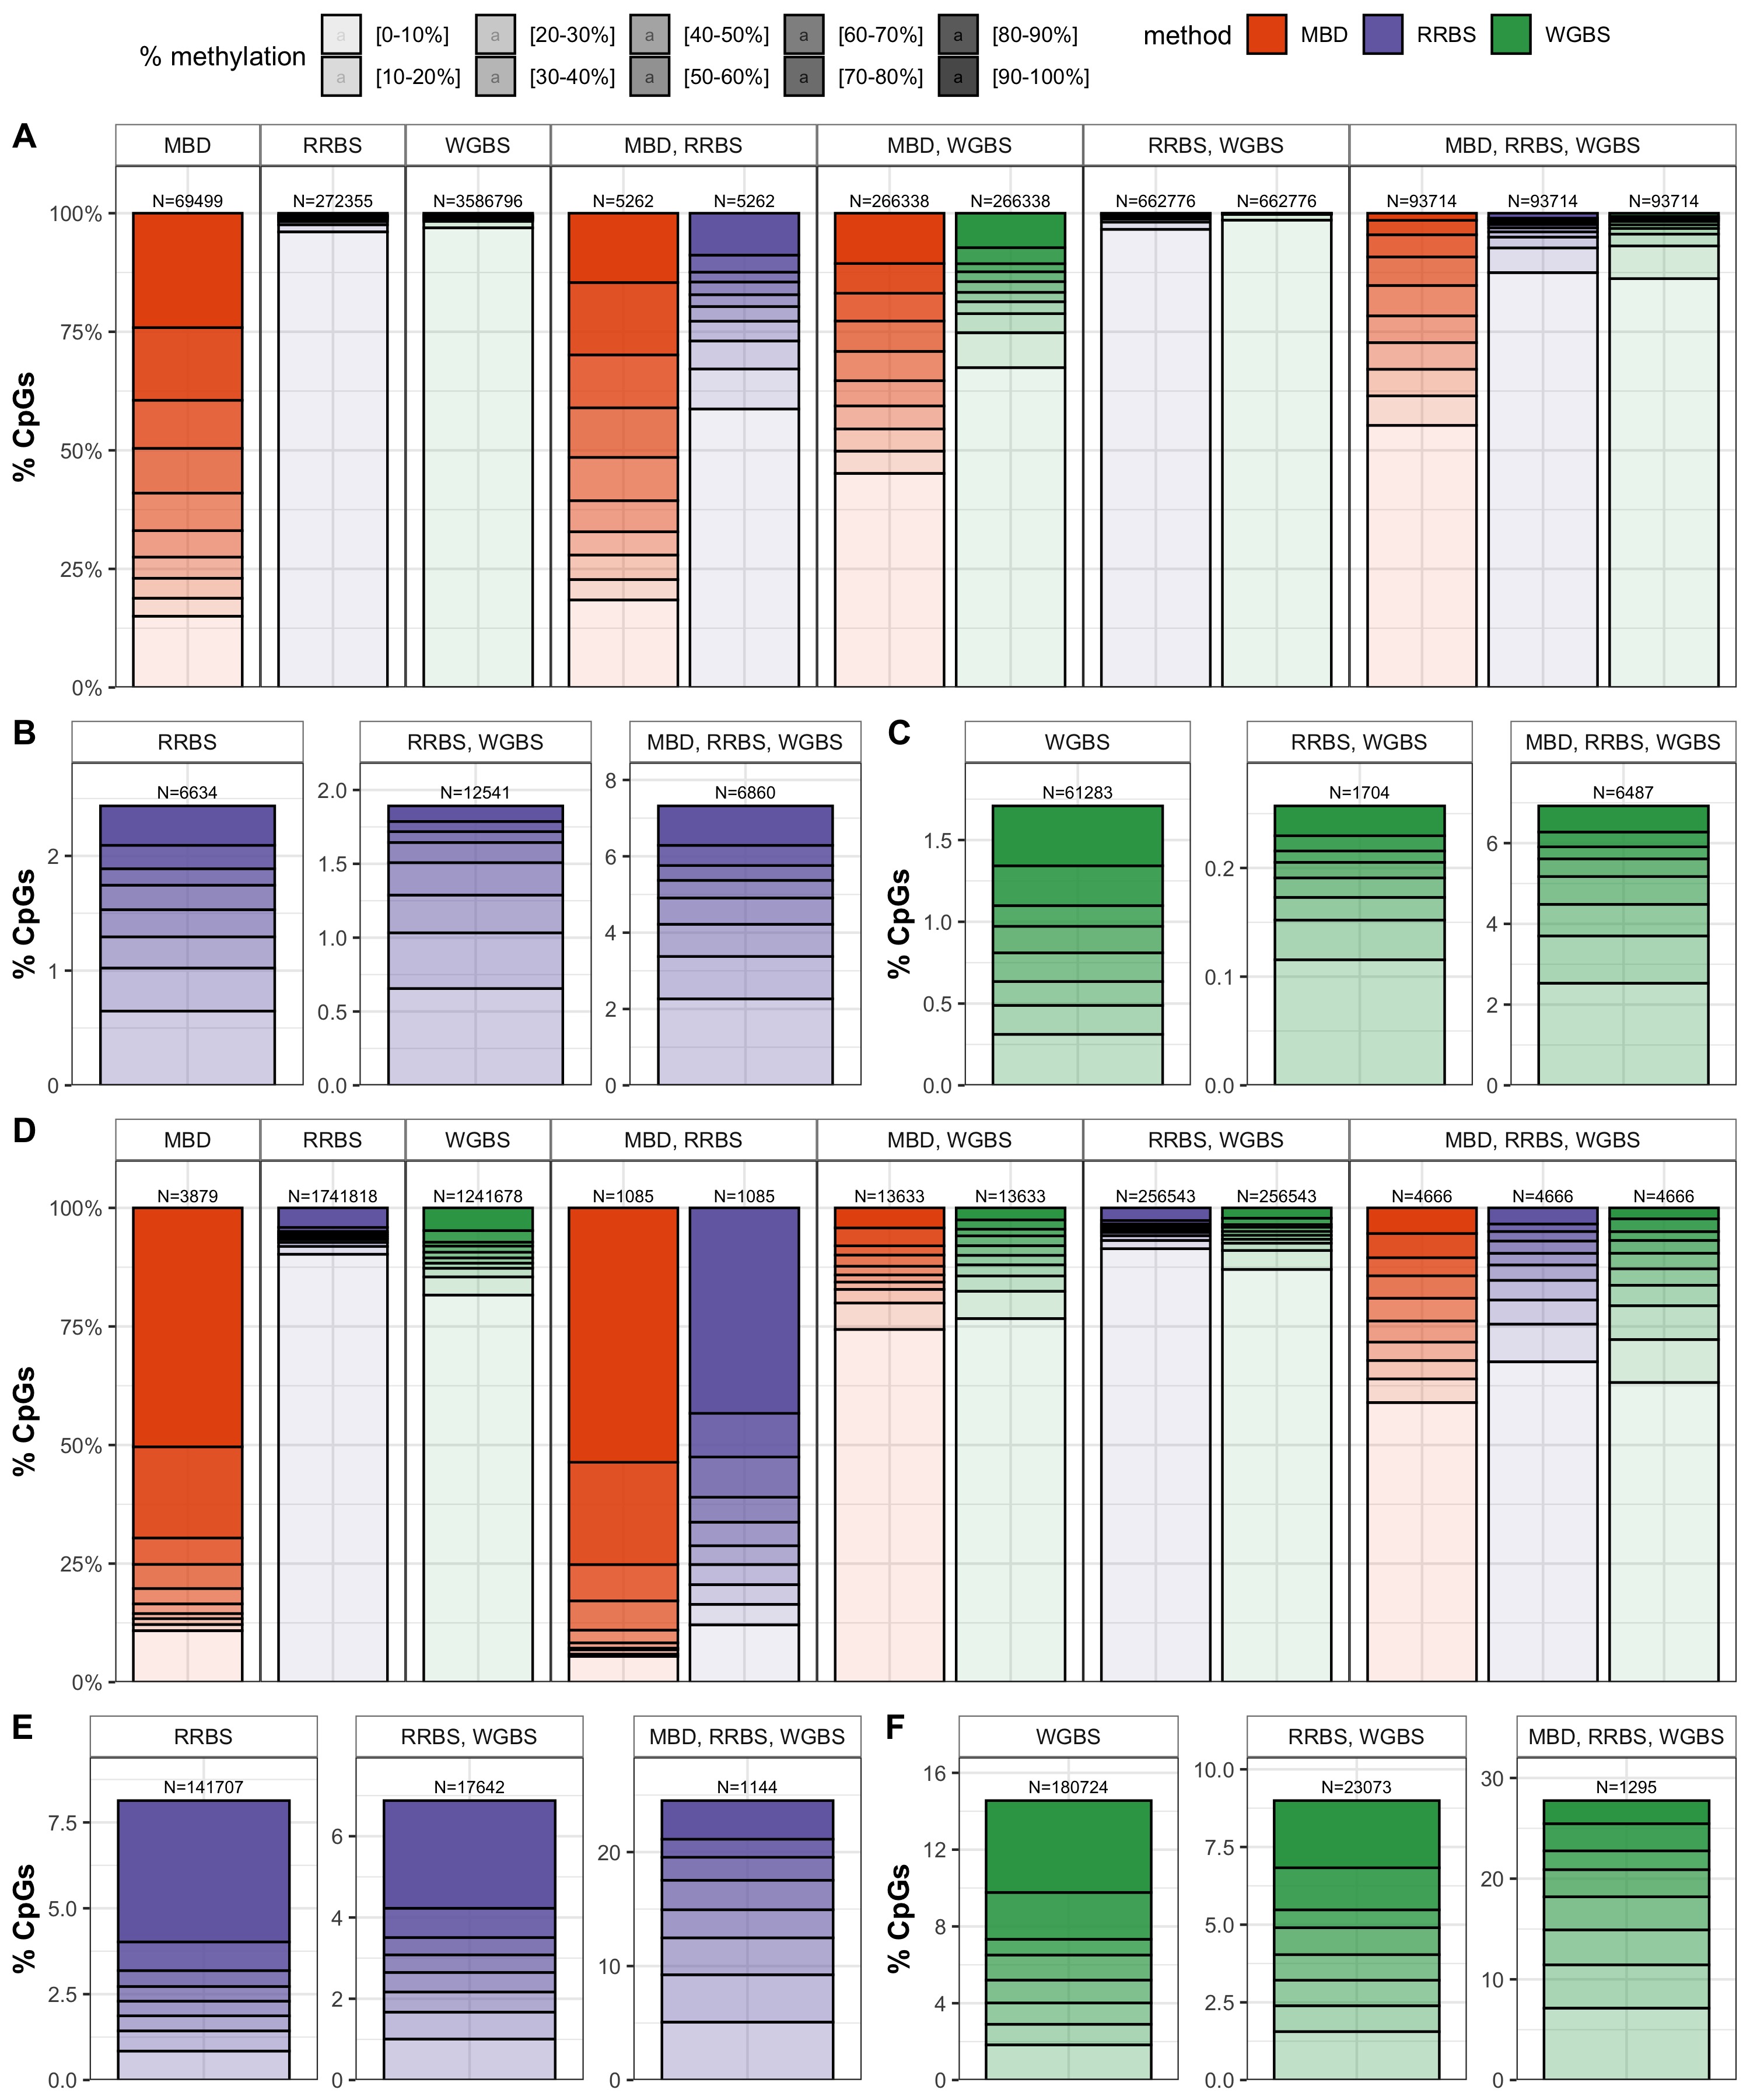 % methylation a [0-10%] a [20-30%] a [40-50%] a [60-70%] a [80-90%] method MBD RRBS WGBS
a [10-20%] a [30-40%] a [50-60%] a [70-80%] a [90-100%]
A
MBD RRBS WGBS MBD, RRBS MBD, WGBS RRBS, WGBS MBD, RRBS, WGBS
N=69499 N=272355 N=3586796 N=5262 N=5262 N=266338 N=266338 N=662776 N=662776 N=93714 N=93714 N=93714
100%
75%
50%
25%
0%
% CpGs
B
RRBS RRBS, WGBS MBD, RRBS, WGBS
N=6634 N=12541 N=6860
% CpGs
2
1
0
2.0
1.5
1.0
0.5
0.0
8
6
4
2
0
C
WGBS RRBS, WGBS MBD, RRBS, WGBS
N=61283 N=1704 N=6487
% CpGs
1.5
1.0
0.5
0.0
0.2
0.1
0.0
6
4
2
0
D
MBD RRBS WGBS MBD, RRBS MBD, WGBS RRBS, WGBS MBD, RRBS, WGBS
N=3879 N=1741818 N=1241678 N=1085 N=1085 N=13633 N=13633 N=256543 N=256543 N=4666 N=4666 N=4666
100%
75%
50%
25%
0%
% CpGs
E
RRBS RRBS, WGBS MBD, RRBS, WGBS
N=141707 N=17642 N=1144
% CpGs
7.5
5.0
2.5
0.0
6
4
2
0
20
10
0
F
WGBS RRBS, WGBS MBD, RRBS, WGBS
N=180724 N=23073 N=1295
% CpGs
16
12
8
4
0
10.0
7.5
5.0
2.5
0.0
30
20
10
0